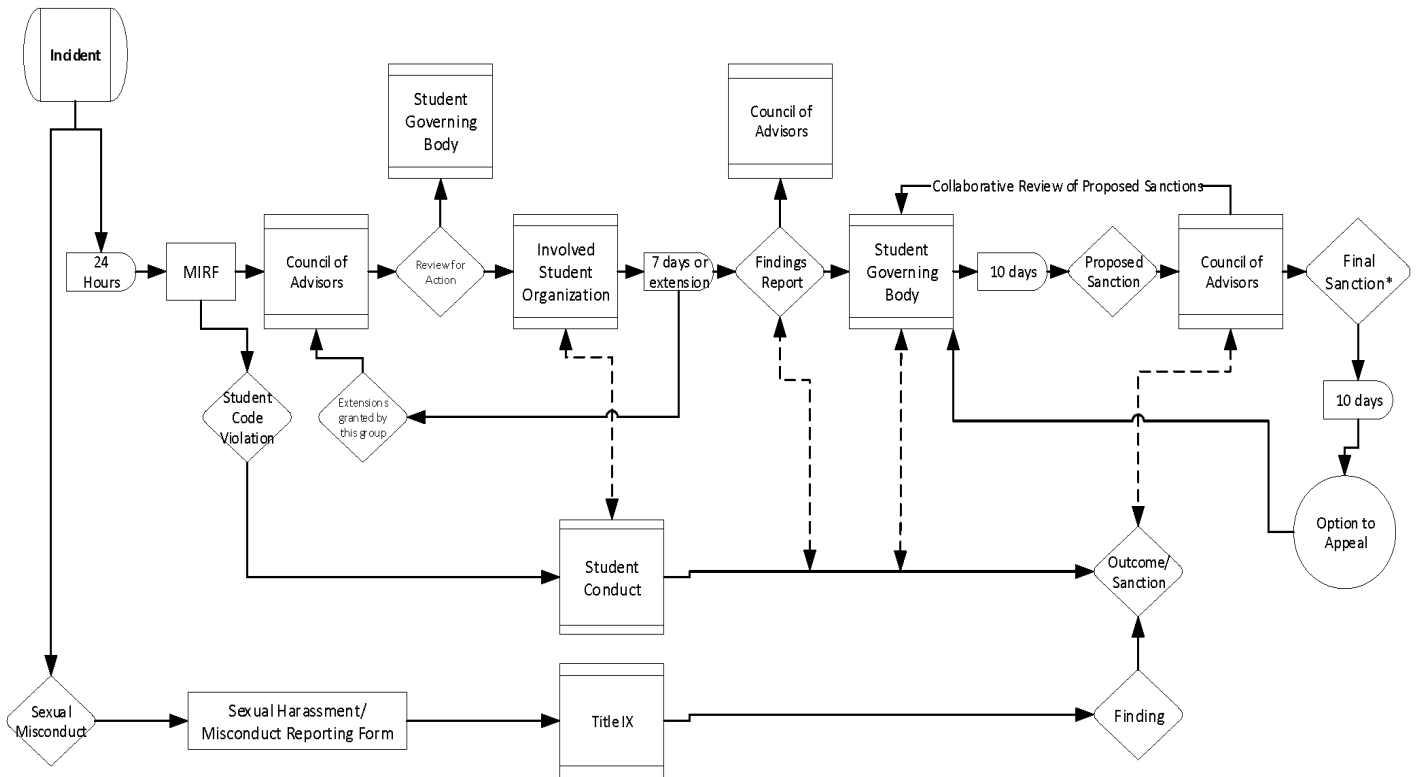 Incident
Student
Governing
Body
Council of
Advisors
Collaborative Review of Proposed Sanctions
24
Hours
MIRF
Council of
Advisors
Review for
Action
Involved
Student
Organization
7 days or
extension
Findings
Report
Student
Governing
Body
10 days
Proposed
Sanction
Council of
Advisors
Final
Sanction*
Student
Code
Violation
Extensions
granted by
this group
10 days
Option to
Appeal
Student
Conduct
Outcome/
Sanction
Sexual
Misconduct
Sexual Harassment/
Misconduct Reporting Form
Title IX
Finding